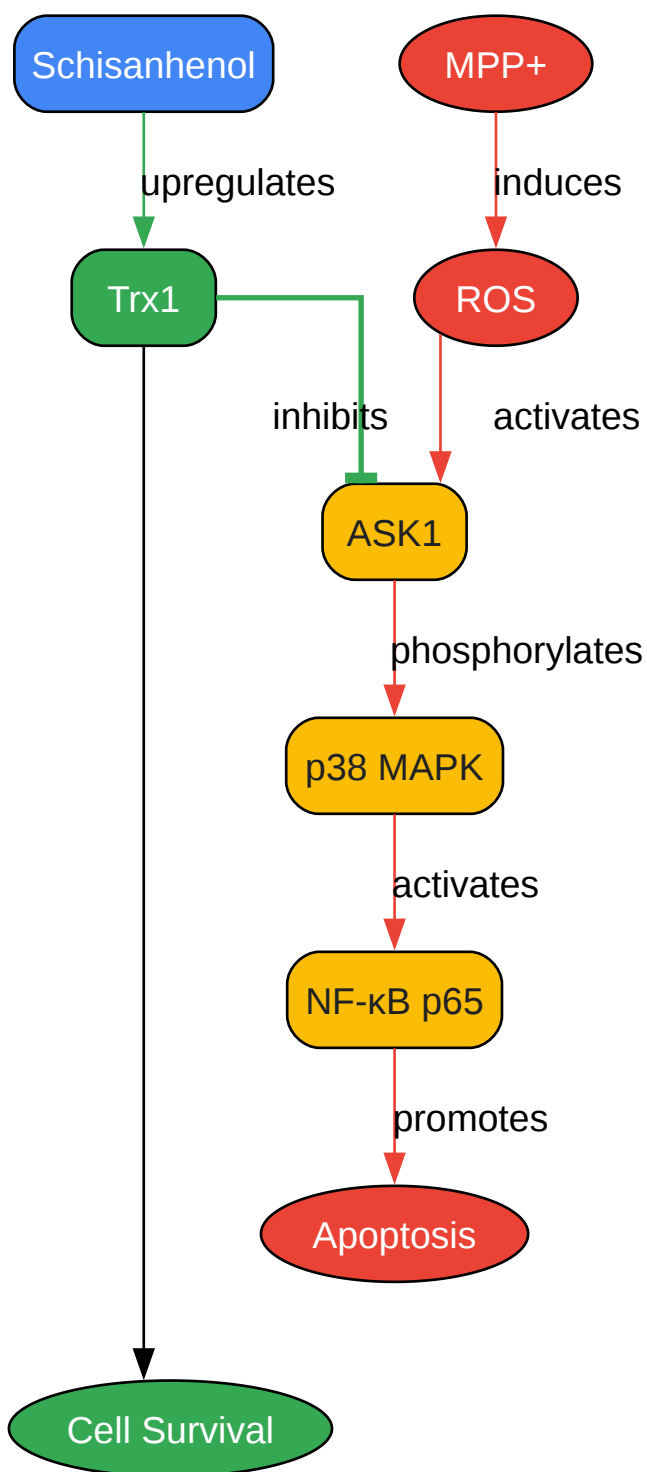 Schisanhenol
MPP+
upregulates
induces
Trx1
ROS
inhibits
activates
ASK1
phosphorylates
p38 MAPK
activates
NF-κB p65
promotes
Apoptosis
Cell Survival